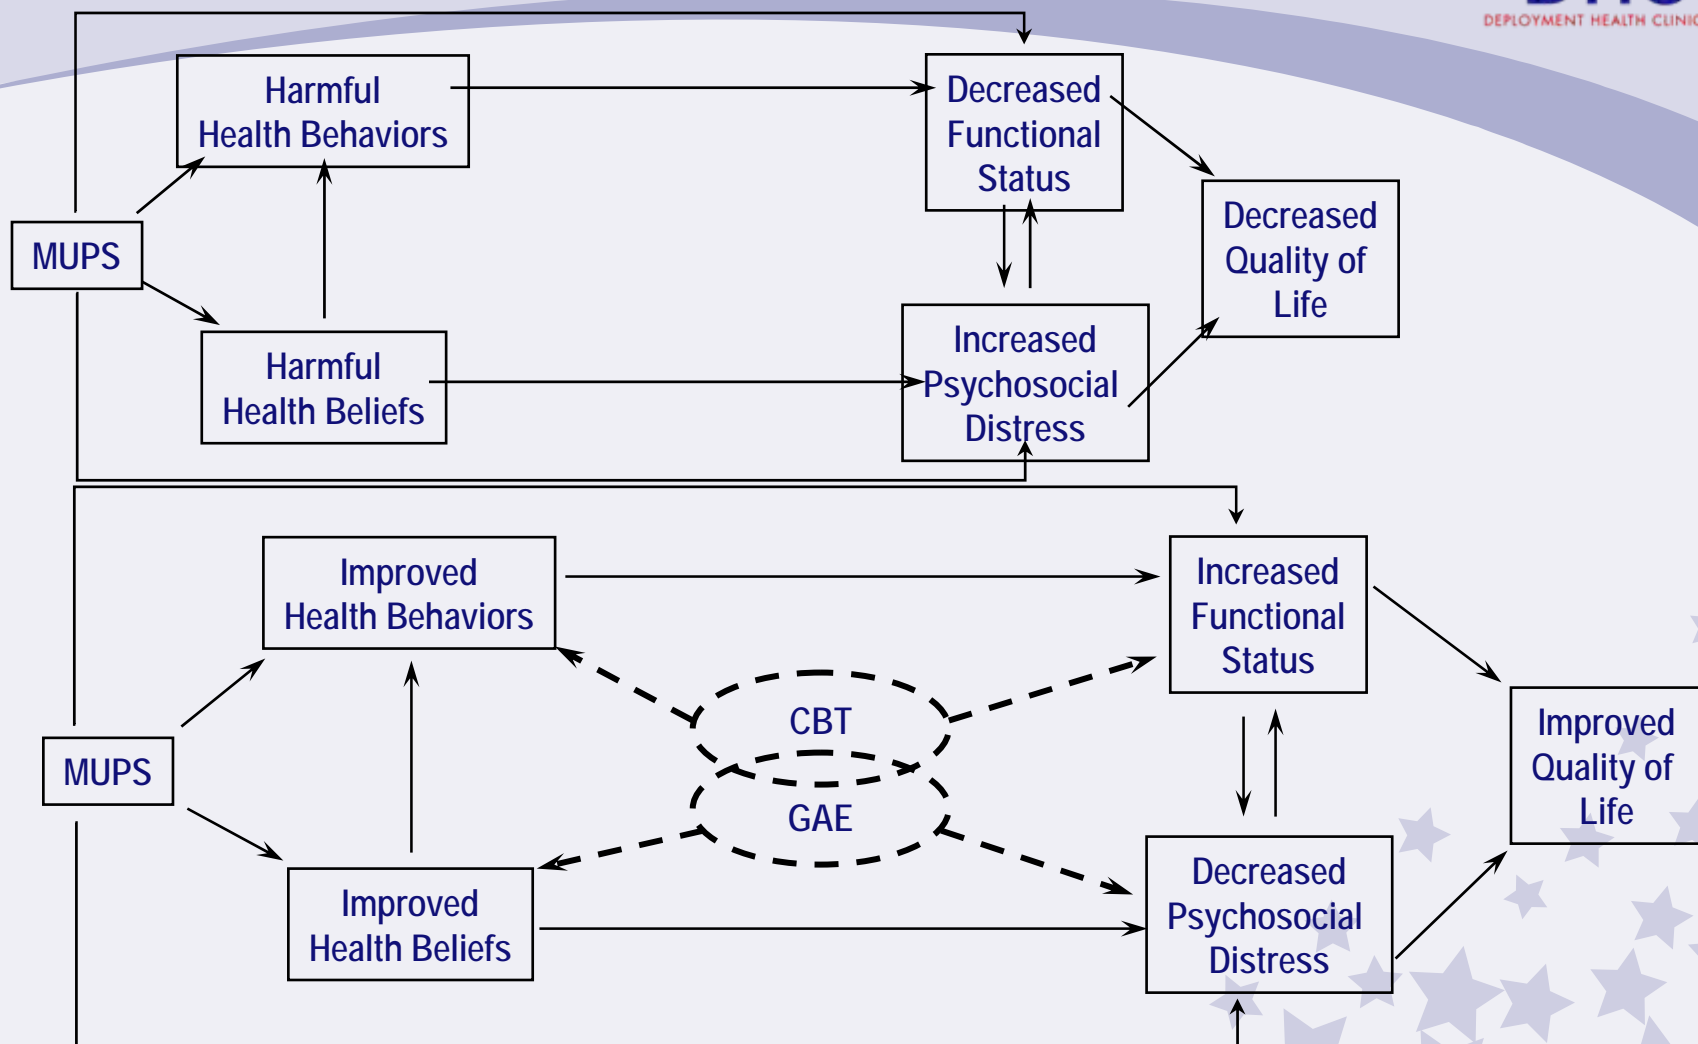 DEPLOYMENT HEALTH CLINIC
Harmful
Health Behaviors
Decreased
Functional
Status
Decreased
Quality of
Life
MUPS
Harmful
Health Beliefs
Increased
Psychosocial
Distress
Improved
Health Behaviors
Increased
Functional
Status
CBT
GAE
MUPS
Improved
Quality of
Life
Improved
Health Beliefs
Decreased
Psychosocial
Distress